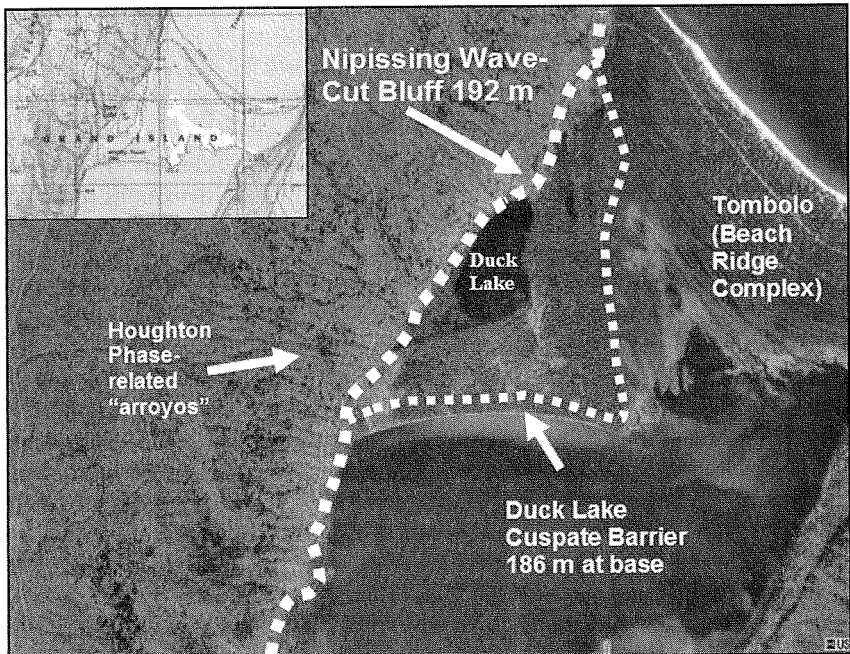 GRAND ISLAND
Nipissing Wave-
Cut Bluff 192 m
Tombolo
(Beach
Ridge
Complex)
Duck
Lake
Houghton
Phase-
related
“arroyos”
Duck Lake
Cuspate Barrier
186 m at base
US